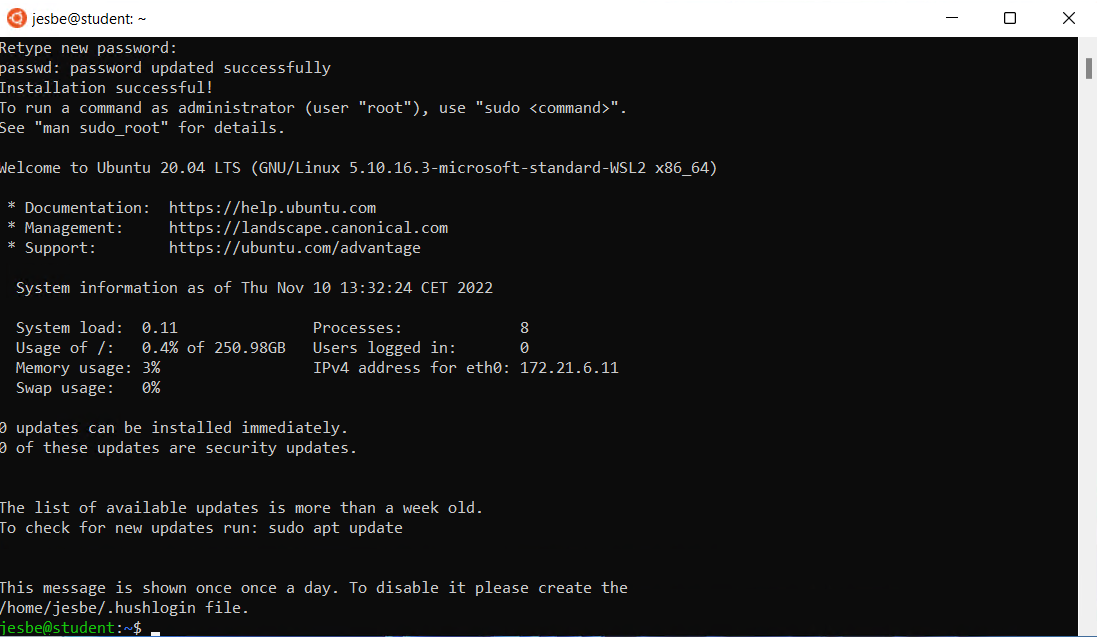 jesbe@student: ~
Retype new password:
passwd: password updated successfully
Installation successful!
To run a command as administrator (user "root"), use "sudo <command>".
See "man sudo_root" for details.
Welcome to Ubuntu 20.04 LTS (GNU/Linux 5.10.16.3-microsoft-standard-WSL2 x86_64)
* Documentation:  https://help.ubuntu.com
* Management:     https://landscape.canonical.com
* Support:        https://ubuntu.com/advantage
System information as of Thu Nov 10 13:32:24 CET 2022
System load:  0.11               Processes:             8
Usage of /:   0.4% of 250.98GB   Users logged in:       0
Memory usage: 3%                 IPv4 address for eth0: 172.21.6.11
Swap usage:   0%
0 updates can be installed immediately.
0 of these updates are security updates.
The list of available updates is more than a week old.
To check for new updates run: sudo apt update
This message is shown once once a day. To disable it please create the
/home/jesbe/.hushlogin file.
jesbe@student:~$